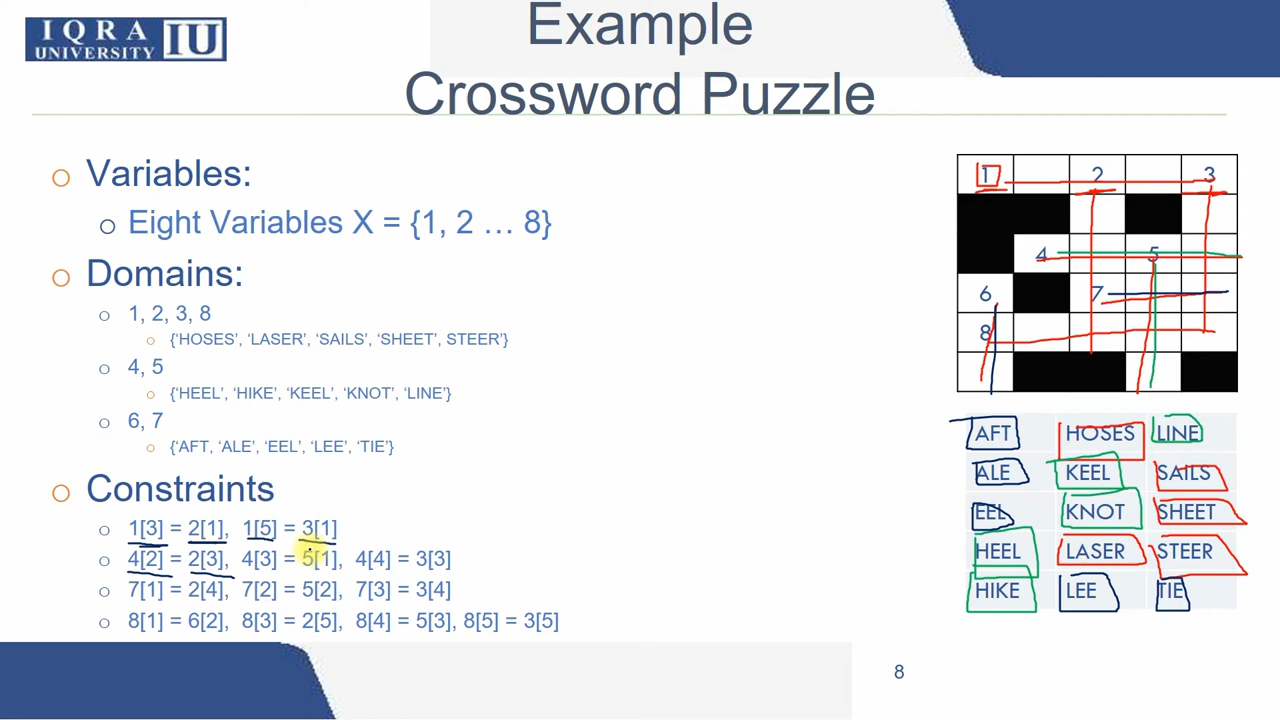 IQRA
UNIVERSITY IU
Example
Crossword Puzzle
o Variables:
o Eight Variables X = {1, 2 … 8}
o Domains:
o 1, 2, 3, 8
o {‘HOSES’, ‘LASER’, ‘SAILS’, ‘SHEET’, STEER’}
o 4, 5
o {‘HEEL’, ‘HIKE’, ‘KEEL’, ‘KNOT’, ‘LINE’}
o 6, 7
o {‘AFT, ‘ALE’, ‘EEL’, ‘LEE’, ‘TIE’}
o Constraints
o 1[3] = 2[1], 1[5] = 3[1]
o 4[2] = 2[3], 4[3] = 5[1], 4[4] = 3[3]
o 7[1] = 2[4], 7[2] = 5[2], 7[3] = 3[4]
o 8[1] = 6[2], 8[3] = 2[5], 8[4] = 5[3], 8[5] = 3[5]
1 2 3
4 5
6 7
8
AFT HOSES LINE
ALE KEEL SAILS
EEL KNOT SHEET
HEEL LASER STEER
HIKE LEE TIE
8